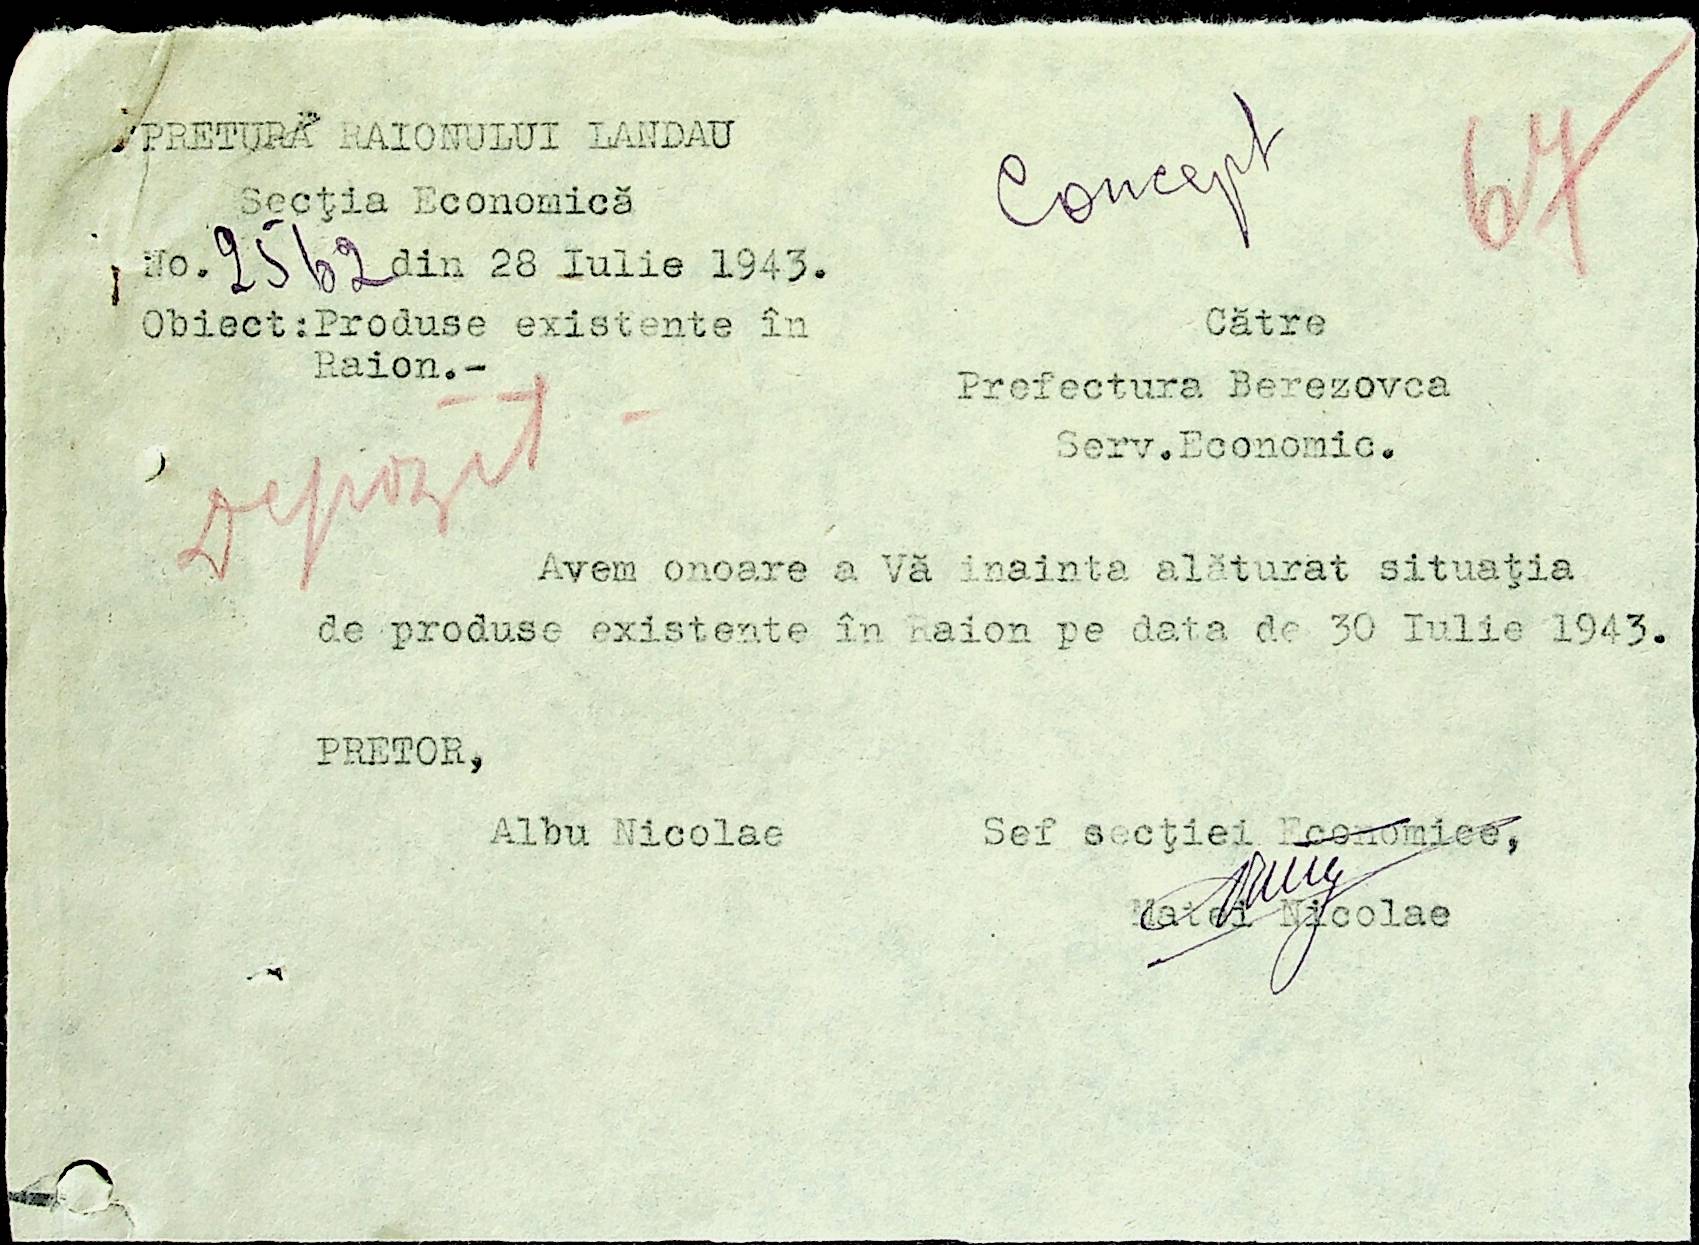 PRETURĂ RAIONULUI LANDAU
Secţia Economică
No. 2562 din 28 Iulie 1943.
Obiect:Produse existente în
Raion.-
Concept
67
Către
Prefectura Berezovca
Serv.Economic.
Depozit -
Avem onoare a Vă inainta alăturat situaţia
de produse existente în Raion pe data de 30 Iulie 1943.
PRETOR,
Albu Nicolae
Sef secţiei Economice,
Matei Nicolae